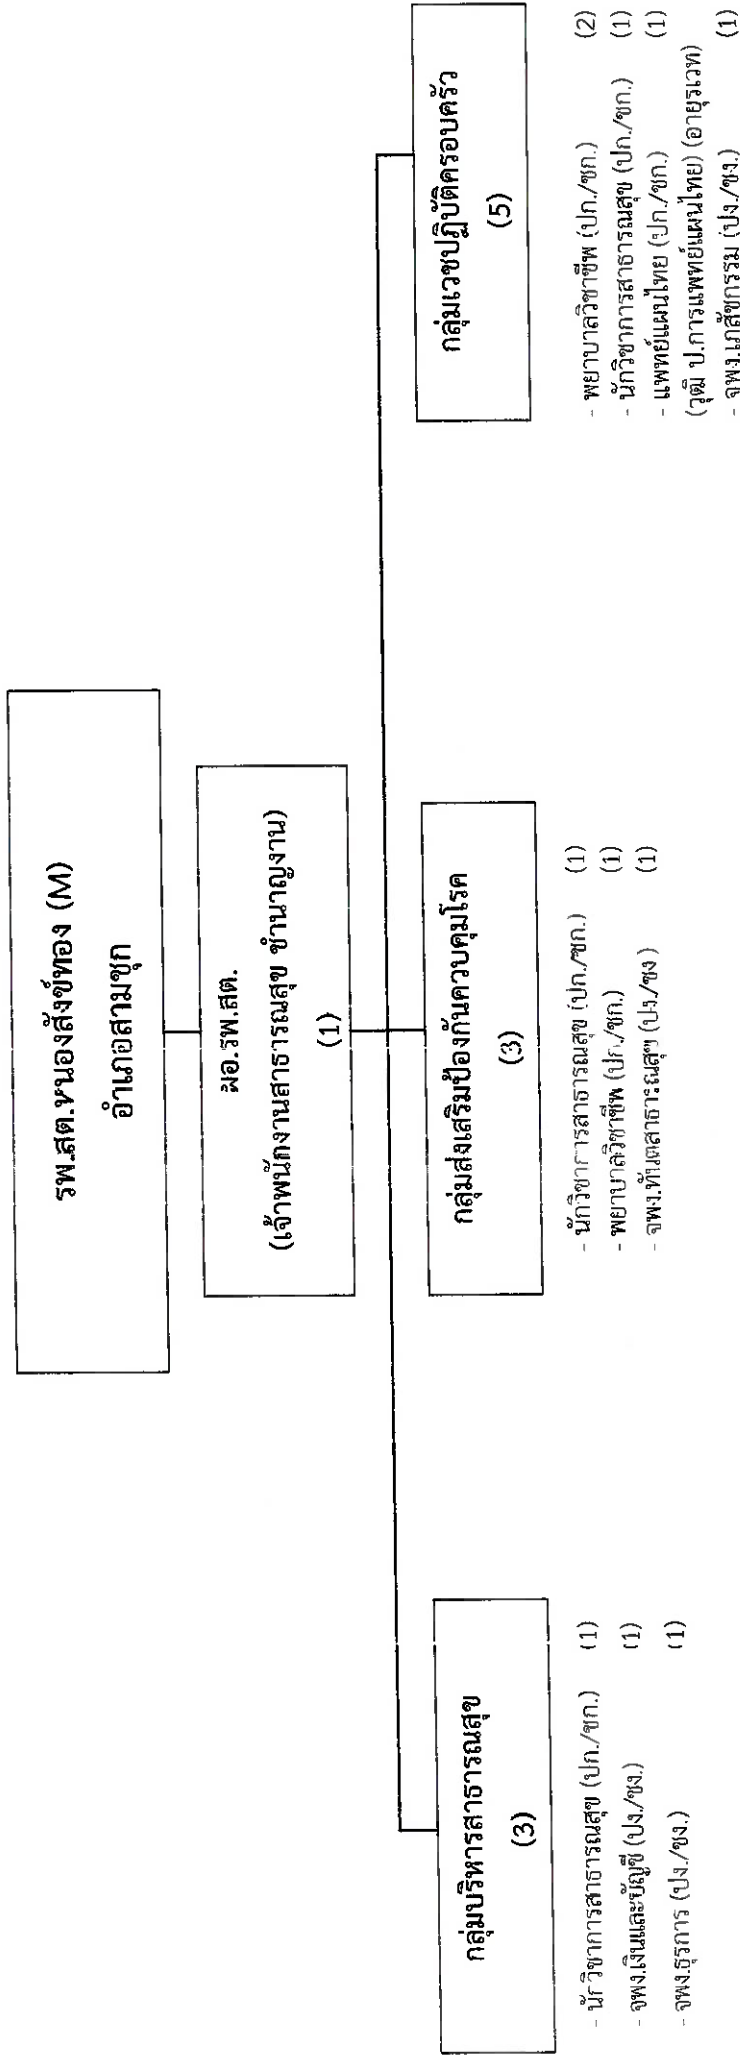 รพ.สต.หนองสังข์ทอง (M)
อำเภอสามชุก
ผอ.รพ.สต.
(เจ้าพนักงานสาธารณสุข ชำนาญงาน)
(1)
กลุ่มบริหารสาธารณสุข
(3)
- นักวิชาการสาธารณสุข (ปก./ชก.) (1)
- จพง.เงินและบัญชี (ปง./ชง.) (1)
- จพง.ธุรการ (ปง./ชง.) (1)
กลุ่มส่งเสริมป้องกันควบคุมโรค
(3)
- นักวิชาการสาธารณสุข (ปก./ชก.) (1)
- พยาบาลวิชาชีพ (ปก./ชก.) (1)
- จพง.ทันตสาธารณสุข (ปง./ชง ) (1)
กลุ่มเวชปฏิบัติครอบครัว
(5)
- พยาบาลวิชาชีพ (ปก./ชก.) (2)
- นักวิชาการสาธารณสุข (ปก./ชก.) (1)
- แพทย์แผนไทย (ปก./ชก.) (1)
(วุฒิ ป.การแพทย์แผนไทย) (อายุรเวท)
- จพง.เภสัชกรรม (ปง./ชง.) (1)